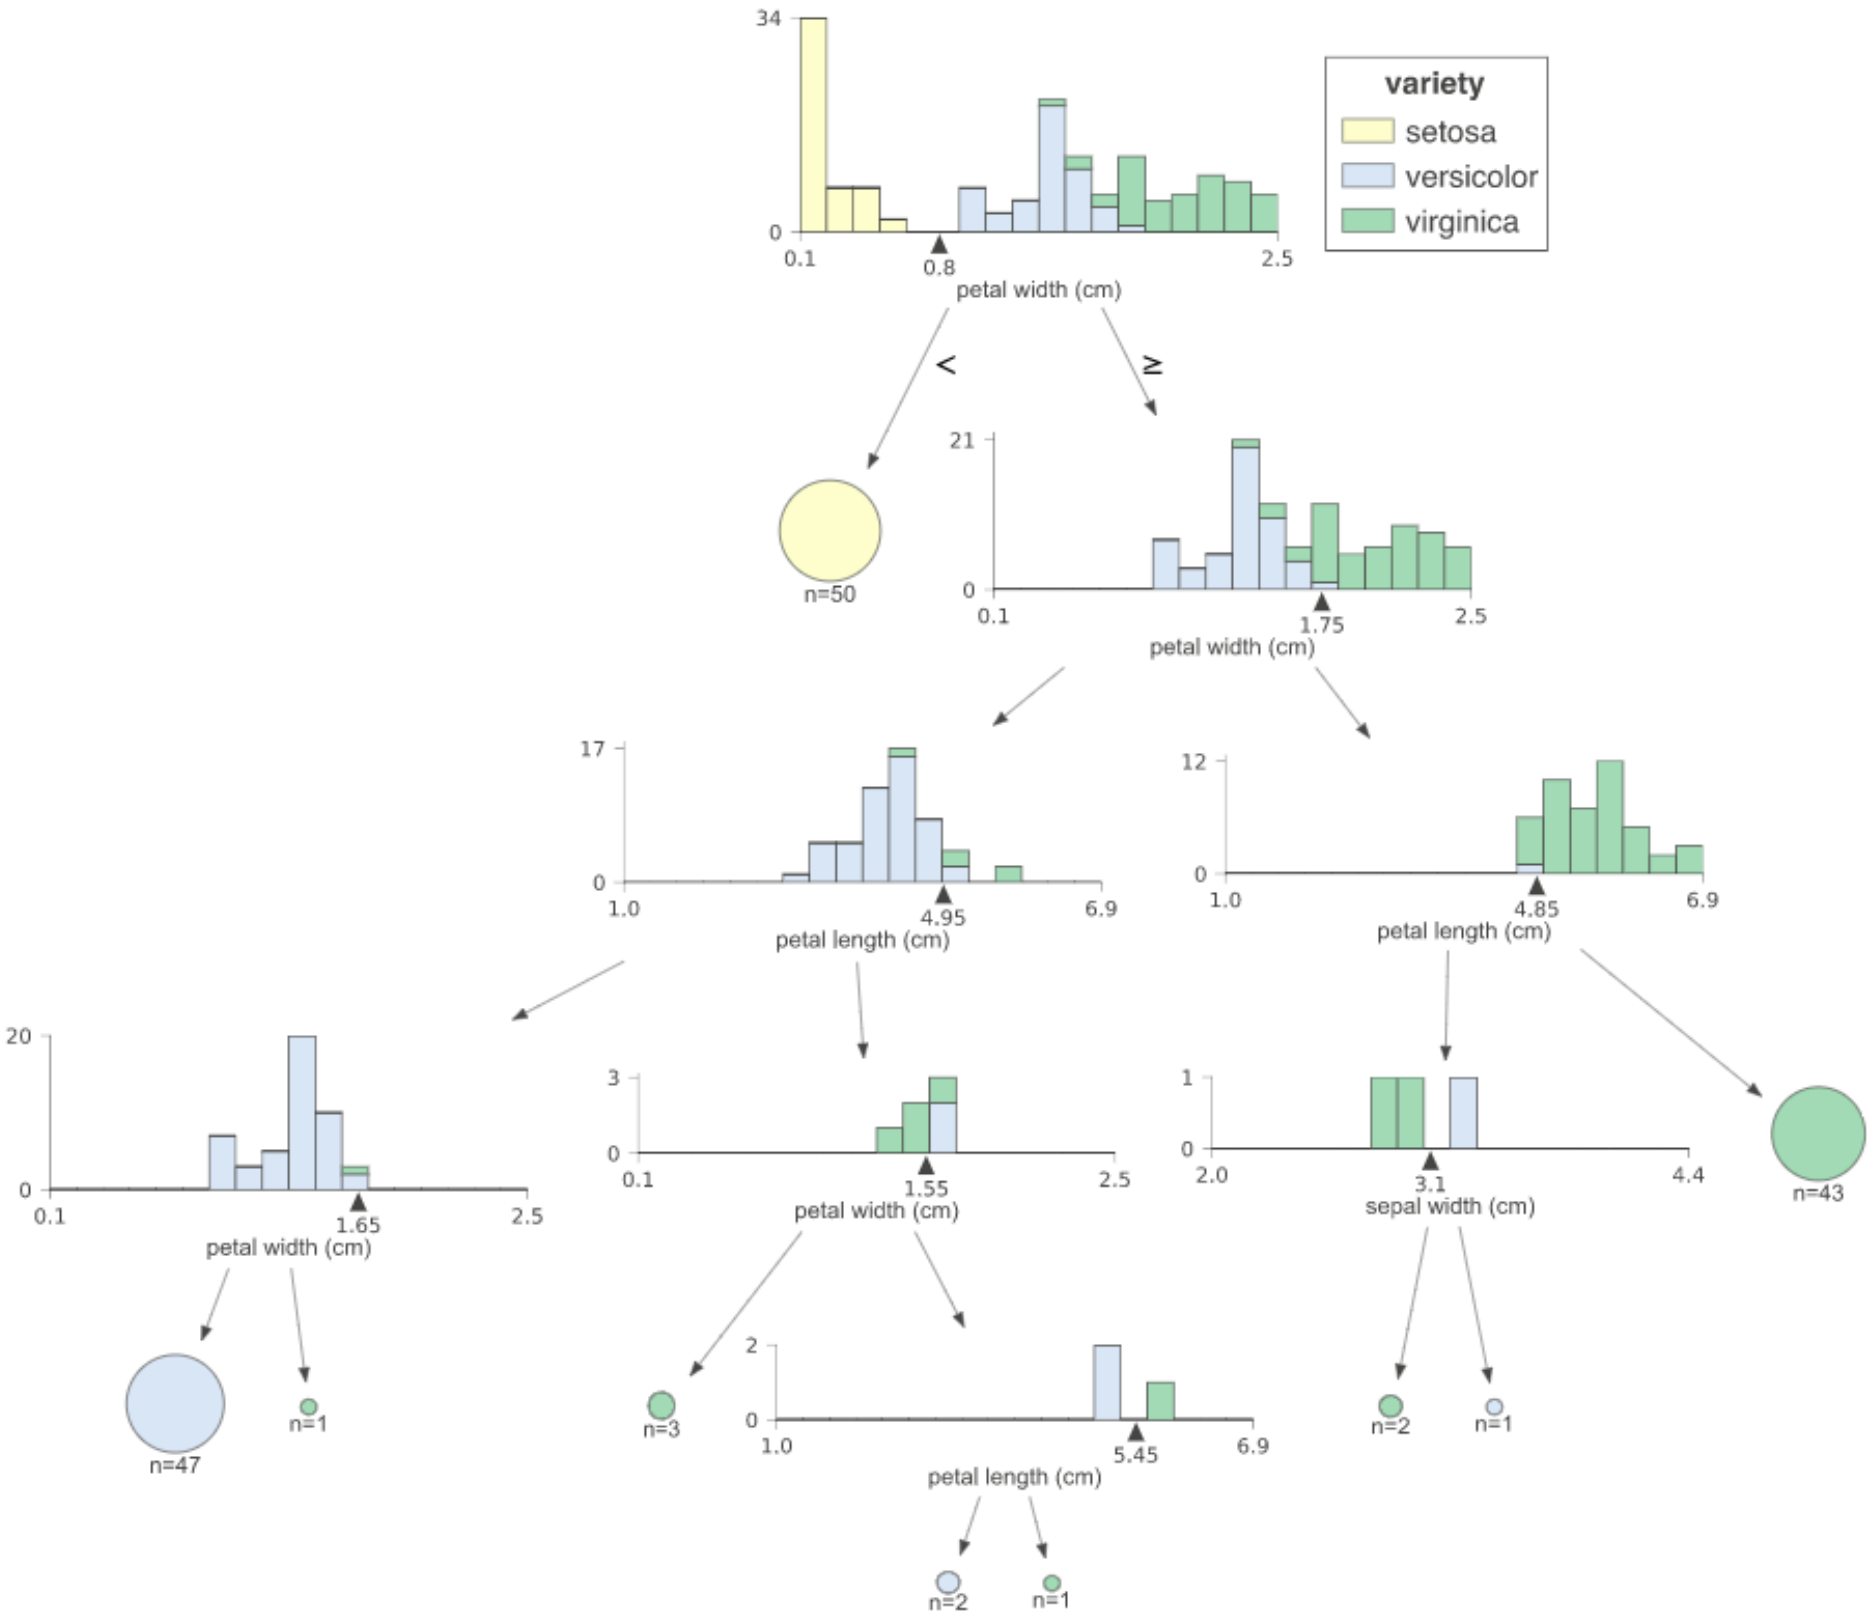 34
variety
setosa
versicolor
virginica
0
0.1
0.8
2.5
petal width (cm)
<
≥
21
n=50
0
0.1
1.75
2.5
petal width (cm)
17
0
1.0
4.95
6.9
petal length (cm)
12
0
1.0
4.85
6.9
petal length (cm)
20
0
0.1
1.65
2.5
petal width (cm)
3
0
0.1
1.55
2.5
petal width (cm)
1
0
2.0
3.1
4.4
sepal width (cm)
n=43
n=47
n=1
n=3
2
0
1.0
5.45
6.9
petal length (cm)
n=2
n=1
n=2
n=1